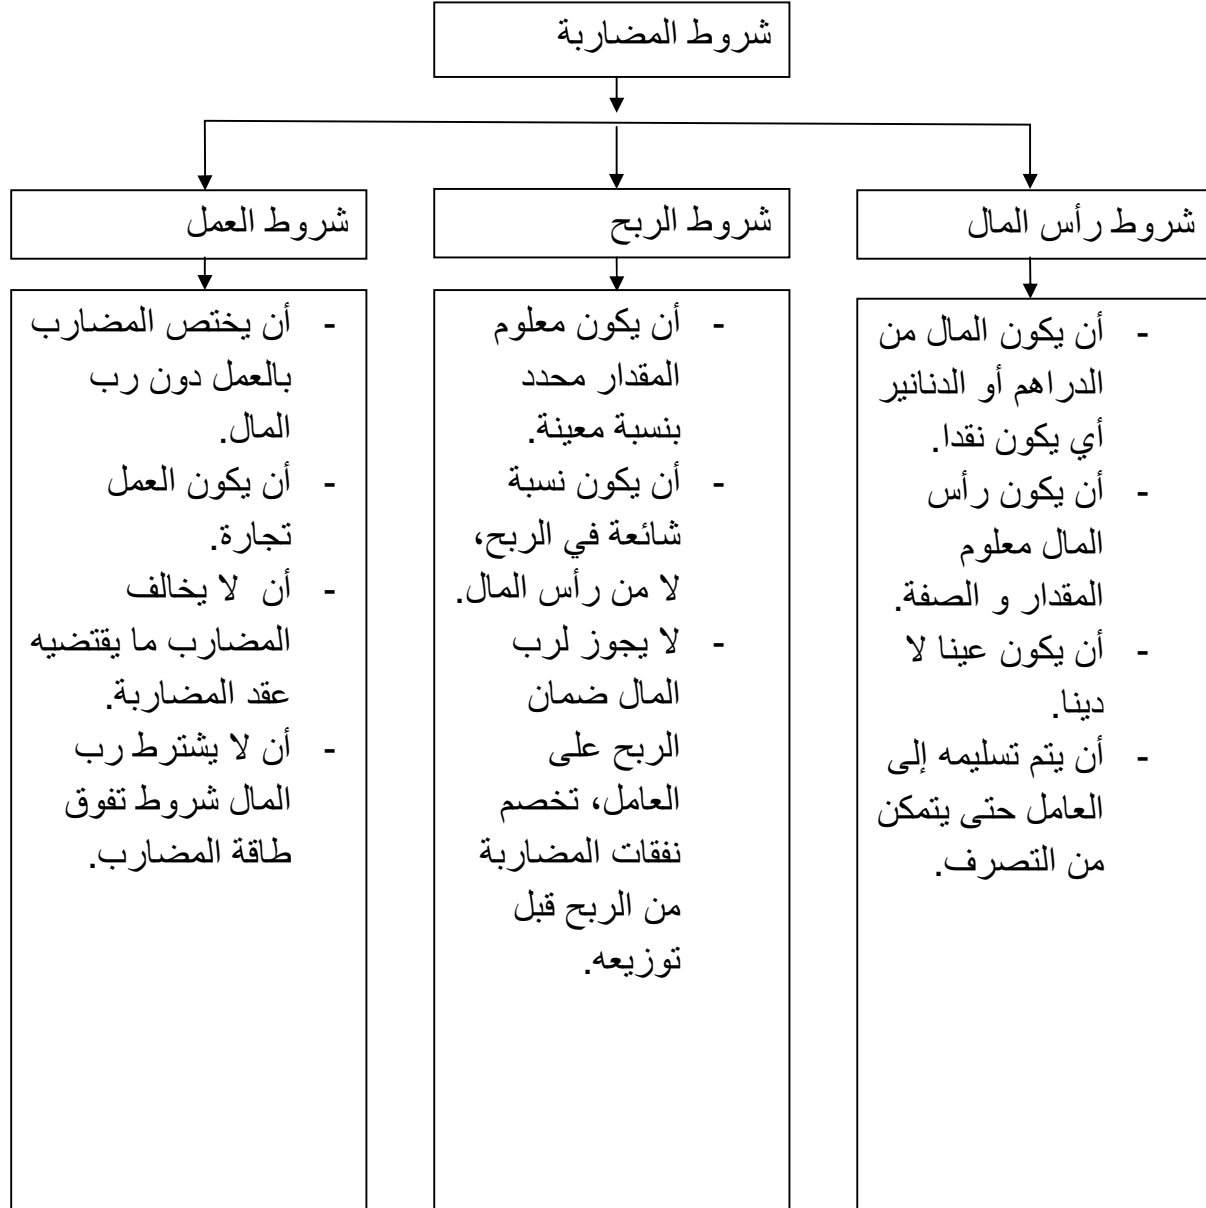 شروط المضاربة
شروط رأس المال
- أن يكون المال من
الدراهم أو الدنانير
أي يكون نقدا.
- أن يكون رأس
المال معلوم
المقدار و الصفة.
- أن يكون عينا لا
دينا.
- أن يتم تسليمه إلى
العامل حتى يتمكن
من التصرف.
شروط الربح
- أن يكون معلوم
المقدار محدد
بنسبة معينة.
- أن يكون نسبة
شائعة في الربح،
لا من رأس المال.
- لا يجوز لرب
المال ضمان
الربح على
العامل، تخصم
نفقات المضاربة
من الربح قبل
توزيعه.
شروط العمل
- أن يختص المضارب
بالعمل دون رب
المال.
- أن يكون العمل
تجارة.
- أن لا يخالف
المضارب ما يقتضيه
عقد المضاربة.
- أن لا يشترط رب
المال شروط تفوق
طاقة المضارب.